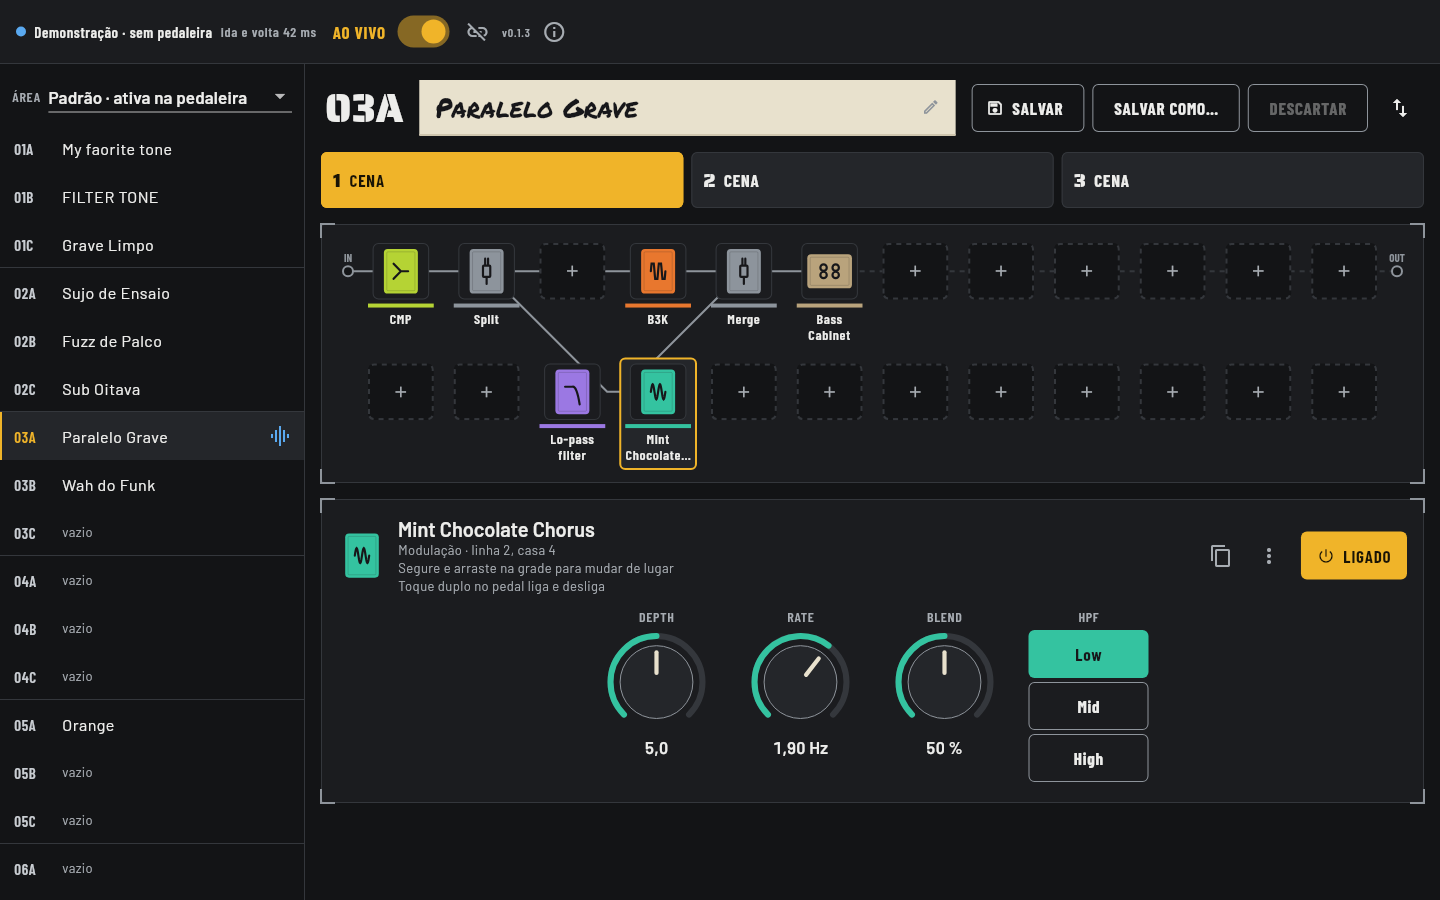 Demonstração · sem pedaleira Ida e volta 42 ms AO VIVO v0.1.3
ÁREA Padrão · ativa na pedaleira
01A My faorite tone
01B FILTER TONE
01C Grave Limpo
02A Sujo de Ensaio
02B Fuzz de Palco
02C Sub Oitava
03A Paralelo Grave
03B Wah do Funk
03C vazio
04A vazio
04B vazio
04C vazio
05A Orange
05B vazio
05C vazio
06A vazio
03A Paralelo Grave SALVAR SALVAR COMO... DESCARTAR
1 CENA 2 CENA 3 CENA
IN OUT
CMP Split B3K Merge Bass
Cabinet
88
Lo-pass Mint
filter Chocolate...
Mint Chocolate Chorus
Modulação · linha 2, casa 4
Segure e arraste na grade para mudar de lugar
Toque duplo no pedal liga e desliga
LIGADO
DEPTH RATE BLEND HPF
5,0 1,90 Hz 50 %
Low
Mid
High